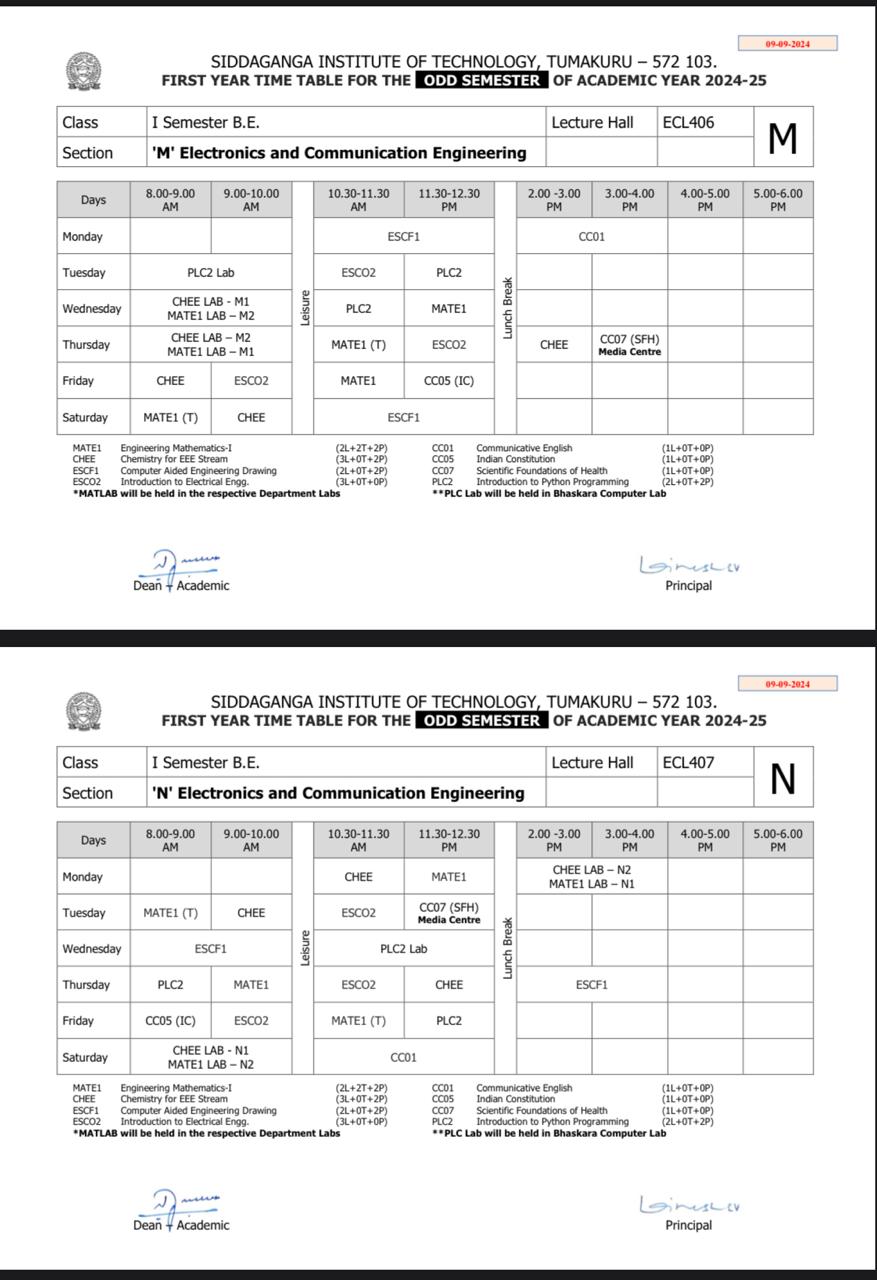 09-09-2024
SIDDAGANGA INSTITUTE OF TECHNOLOGY, TUMAKURU – 572 103.
FIRST YEAR TIME TABLE FOR THE ODD SEMESTER OF ACADEMIC YEAR 2024-25
Class I Semester B.E. Lecture Hall ECL406 M
Section 'M' Electronics and Communication Engineering
Days 8.00-9.00 AM 9.00-10.00 AM Leisure 10.30-11.30 AM 11.30-12.30 PM Lunch Break 2.00 -3.00 PM 3.00-4.00 PM 4.00-5.00 PM 5.00-6.00 PM
Monday ESCF1 CC01
Tuesday PLC2 Lab ESCO2 PLC2
Wednesday CHEE LAB - M1 MATE1 LAB – M2 PLC2 MATE1
Thursday CHEE LAB – M2 MATE1 LAB – M1 MATE1 (T) ESCO2 CHEE CC07 (SFH) Media Centre
Friday CHEE ESCO2 MATE1 CC05 (IC)
Saturday MATE1 (T) CHEE ESCF1
MATE1 Engineering Mathematics-I (2L+2T+2P) CC01 Communicative English (1L+0T+0P)
CHEE Chemistry for EEE Stream (3L+0T+2P) CC05 Indian Constitution (1L+0T+0P)
ESCF1 Computer Aided Engineering Drawing (2L+0T+2P) CC07 Scientific Foundations of Health (1L+0T+0P)
ESCO2 Introduction to Electrical Engg. (3L+0T+0P) PLC2 Introduction to Python Programming (2L+0T+2P)
*MATLAB will be held in the respective Department Labs **PLC Lab will be held in Bhaskara Computer Lab
Dean – Academic Principal
09-09-2024
SIDDAGANGA INSTITUTE OF TECHNOLOGY, TUMAKURU – 572 103.
FIRST YEAR TIME TABLE FOR THE ODD SEMESTER OF ACADEMIC YEAR 2024-25
Class I Semester B.E. Lecture Hall ECL407 N
Section 'N' Electronics and Communication Engineering
Days 8.00-9.00 AM 9.00-10.00 AM Leisure 10.30-11.30 AM 11.30-12.30 PM Lunch Break 2.00 -3.00 PM 3.00-4.00 PM 4.00-5.00 PM 5.00-6.00 PM
Monday CHEE MATE1 CHEE LAB – N2 MATE1 LAB – N1
Tuesday MATE1 (T) CHEE ESCO2 CC07 (SFH) Media Centre
Wednesday ESCF1 PLC2 Lab
Thursday PLC2 MATE1 ESCO2 CHEE ESCF1
Friday CC05 (IC) ESCO2 MATE1 (T) PLC2
Saturday CHEE LAB - N1 MATE1 LAB – N2 CC01
MATE1 Engineering Mathematics-I (2L+2T+2P) CC01 Communicative English (1L+0T+0P)
CHEE Chemistry for EEE Stream (3L+0T+2P) CC05 Indian Constitution (1L+0T+0P)
ESCF1 Computer Aided Engineering Drawing (2L+0T+2P) CC07 Scientific Foundations of Health (1L+0T+0P)
ESCO2 Introduction to Electrical Engg. (3L+0T+0P) PLC2 Introduction to Python Programming (2L+0T+2P)
*MATLAB will be held in the respective Department Labs **PLC Lab will be held in Bhaskara Computer Lab
Dean – Academic Principal